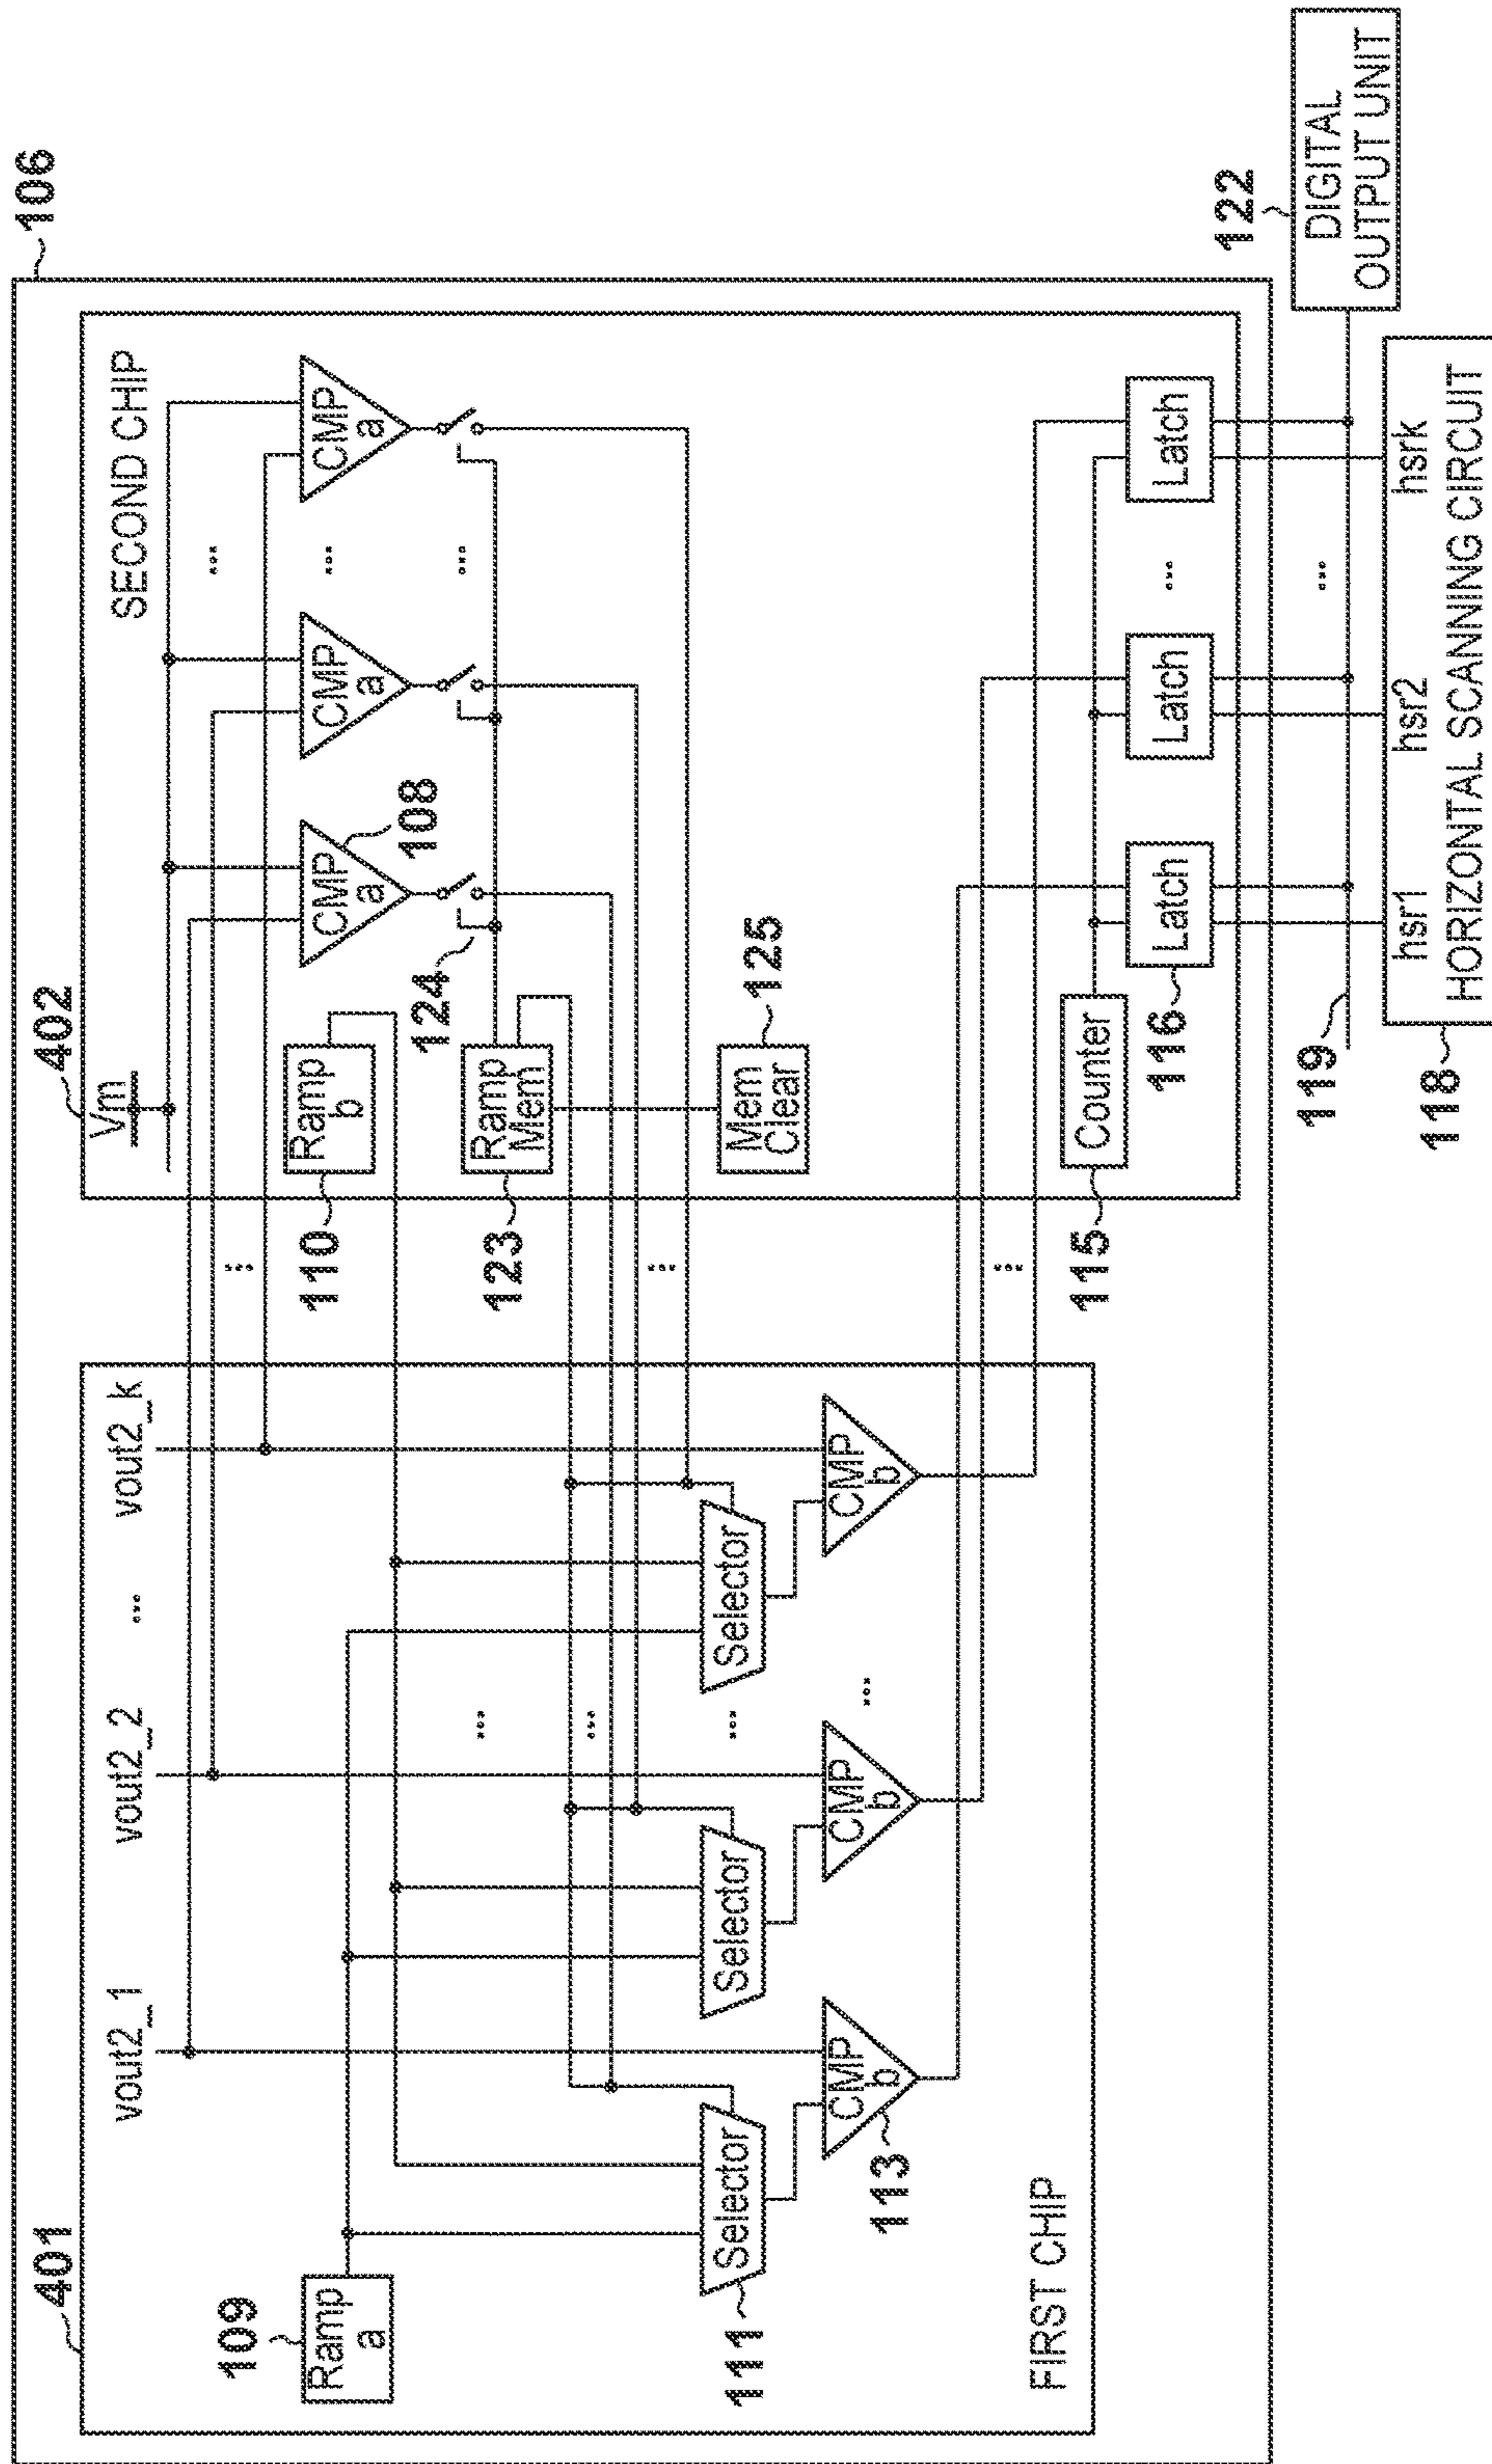 106
401
402
vout2_1
vout2_2
...
vout2_k
...
Vm
SECOND CHIP
109
Ramp
a
110
Ramp
b
CMP
a
108
CMP
a
...
CMP
a
...
...
...
124
123
Ramp
Mem
...
...
...
Mem
Clear
125
111
Selector
Selector
...
Selector
113
CMP
b
CMP
b
...
CMP
b
...
FIRST CHIP
115
Counter
116
Latch
Latch
...
Latch
122
DIGITAL
OUTPUT UNIT
119
...
118
hsr1
hsr2
hsrk
HORIZONTAL SCANNING CIRCUIT